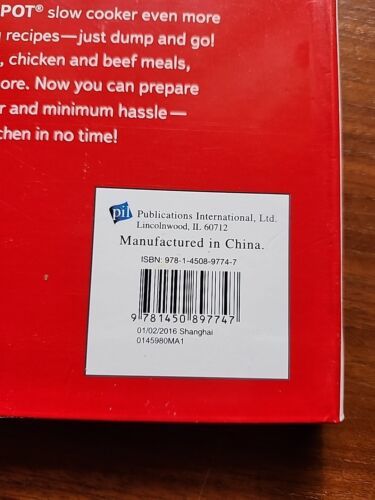 POT® slow cooker even more
recipes—just dump and go!
, chicken and beef meals,
ore. Now you can prepare
r and minimum hassle—
chen in no time!
pil Publications International, Ltd.
Lincolnwood, IL 60712
Manufactured in China.
ISBN: 978-1-4508-9774-7
9 781450 897747
01/02/2016 Shanghai
0145980MA1